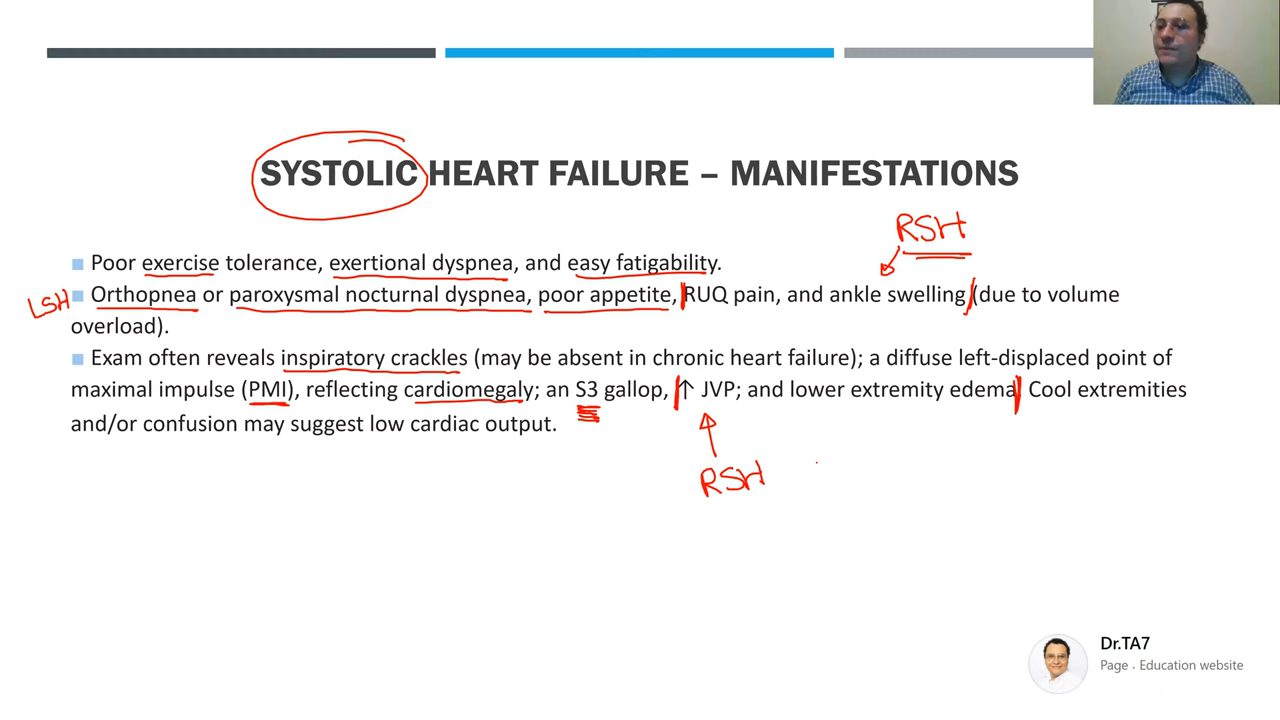 SYSTOLIC HEART FAILURE – MANIFESTATIONS
RSH
■ Poor exercise tolerance, exertional dyspnea, and easy fatigability.
LSH ■ Orthopnea or paroxysmal nocturnal dyspnea, poor appetite, RUQ pain, and ankle swelling (due to volume
overload).
■ Exam often reveals inspiratory crackles (may be absent in chronic heart failure); a diffuse left-displaced point of
maximal impulse (PMI), reflecting cardiomegaly; an S3 gallop, ↑ JVP; and lower extremity edema Cool extremities
and/or confusion may suggest low cardiac output.
RSH
Dr.TA7
Page · Education website